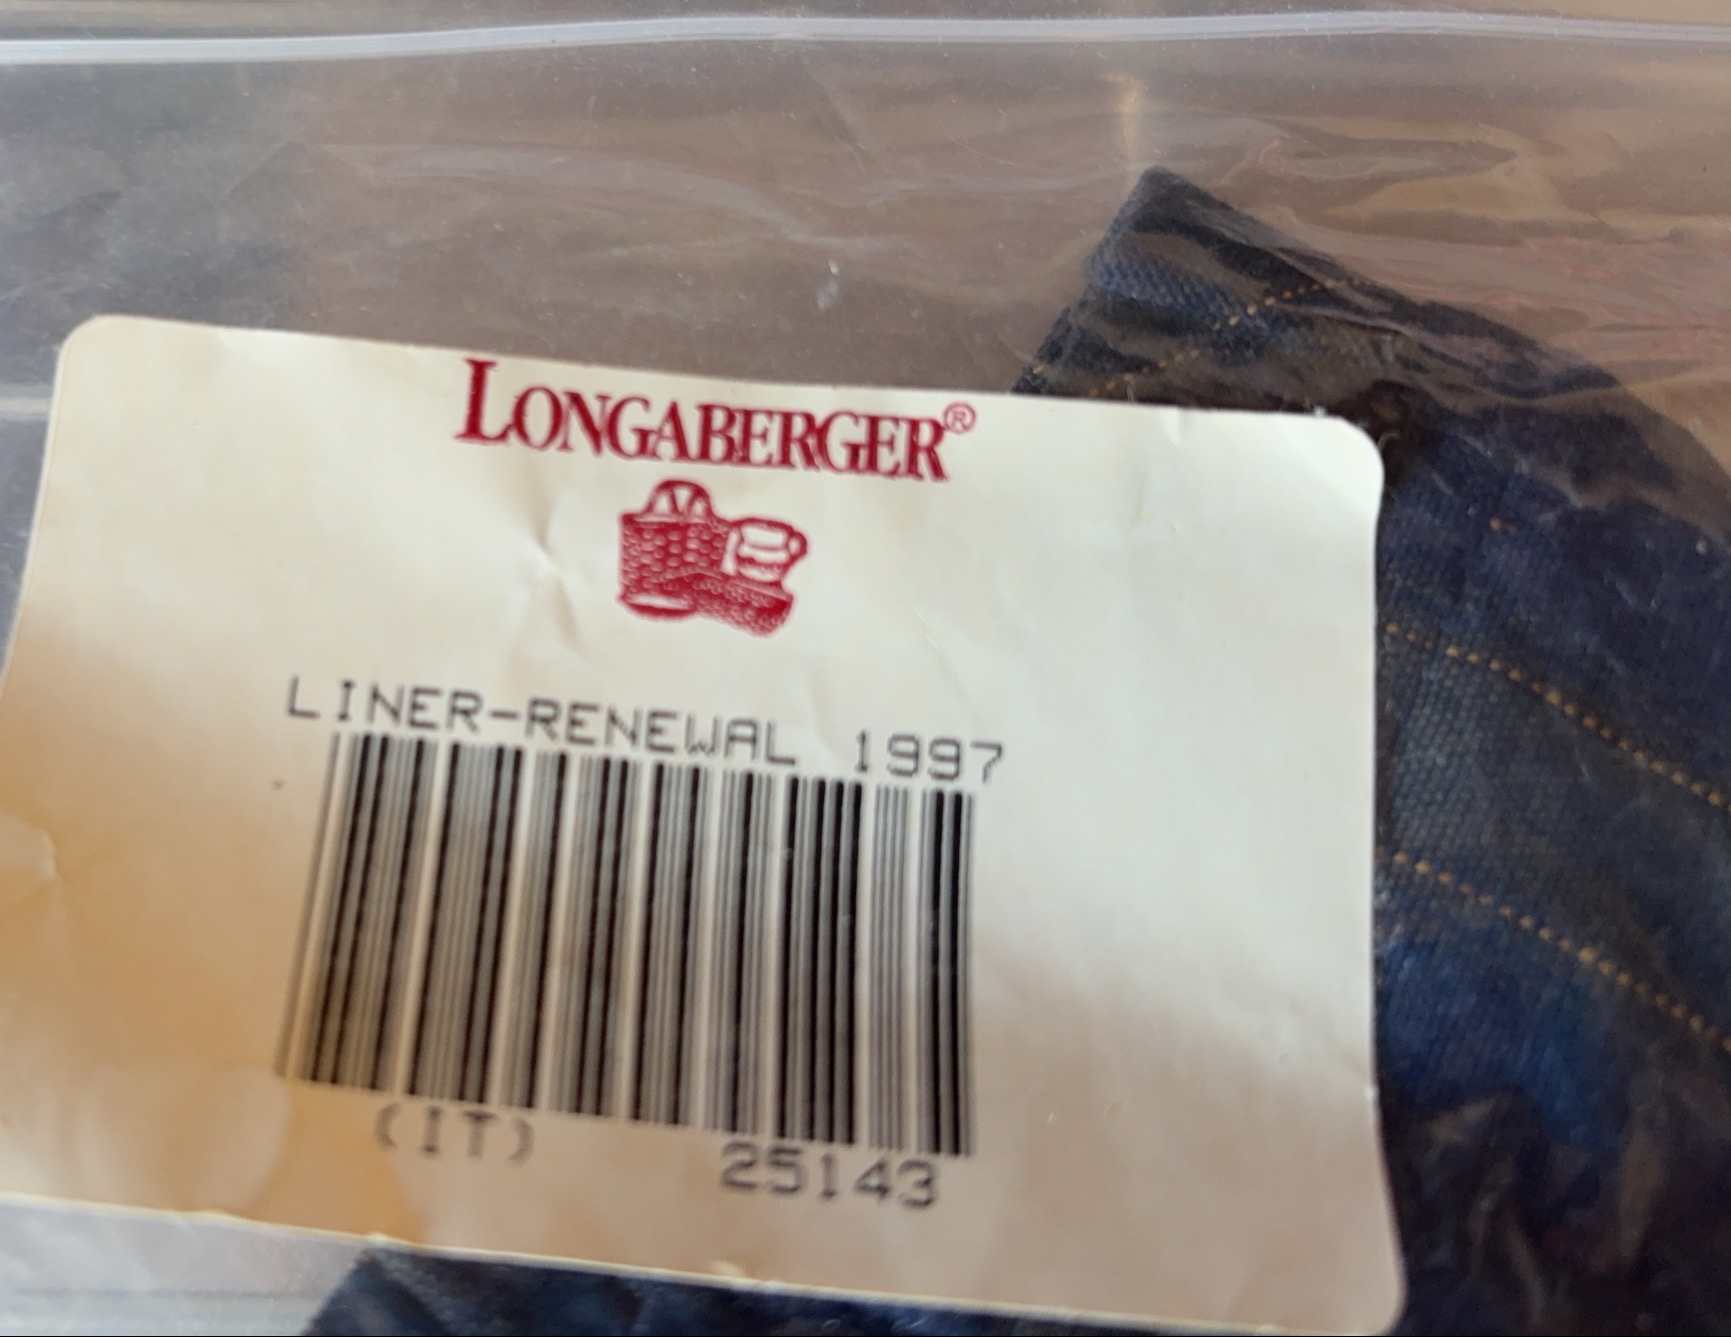 LONGABERGER®
LINER-RENEWAL 1997
(IT) 25143